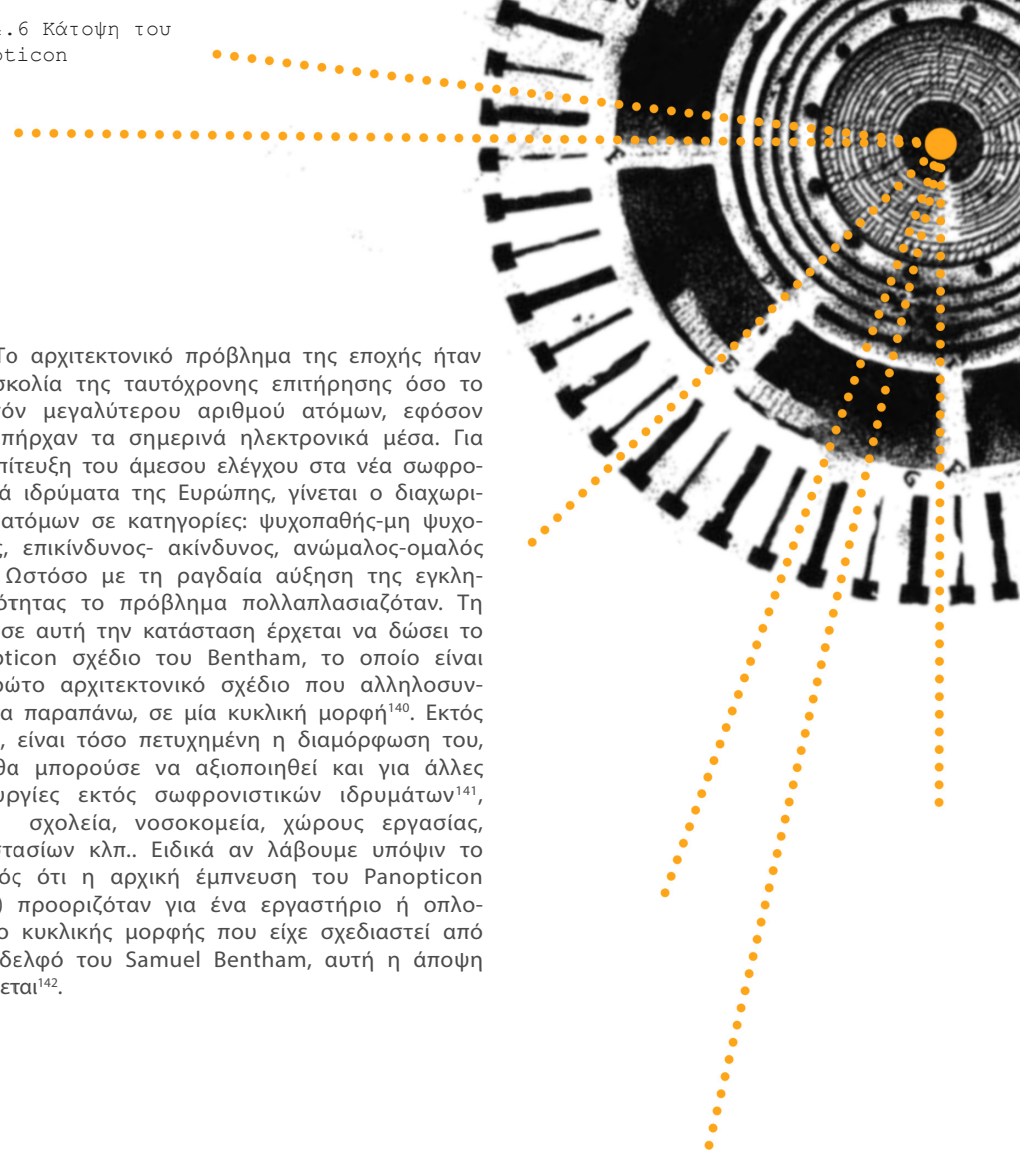 .6 Κάτοψη του
opticon
Το αρχιτεκτονικό πρόβλημα της εποχής ήταν
σκολία της ταυτόχρονης επιτήρησης όσο το
τόν μεγαλύτερου αριθμού ατόμων, εφόσον
πήρχαν τα σημερινά ηλεκτρονικά μέσα. Για
πίτευξη του άμεσου ελέγχου στα νέα σωφρο-
ά ιδρύματα της Ευρώπης, γίνεται ο διαχωρι-
ατόμων σε κατηγορίες: ψυχοπαθής-μη ψυχο-
ς, επικίνδυνος- ακίνδυνος, ανώμαλος-ομαλός
Ωστόσο με τη ραγδαία αύξηση της εγκλη-
ότητας το πρόβλημα πολλαπλασιαζόταν. Τη
σε αυτή την κατάσταση έρχεται να δώσει το
pticon σχέδιο του Bentham, το οποίο είναι
ρώτο αρχιτεκτονικό σχέδιο που αλληλοσυν-
α παραπάνω, σε μία κυκλική μορφή¹⁴⁰. Εκτός
, είναι τόσο πετυχημένη η διαμόρφωση του,
θα μπορούσε να αξιοποιηθεί και για άλλες
υργίες εκτός σωφρονιστικών ιδρυμάτων¹⁴¹,
σχολεία, νοσοκομεία, χώρους εργασίας,
στασίων κλπ.. Ειδικά αν λάβουμε υπόψιν το
ός ότι η αρχική έμπνευση του Panopticon
) προοριζόταν για ένα εργαστήριο ή οπλο-
ο κυκλικής μορφής που είχε σχεδιαστεί από
δελφό του Samuel Bentham, αυτή η άποψη
εται¹⁴².
F
D
E
G
F